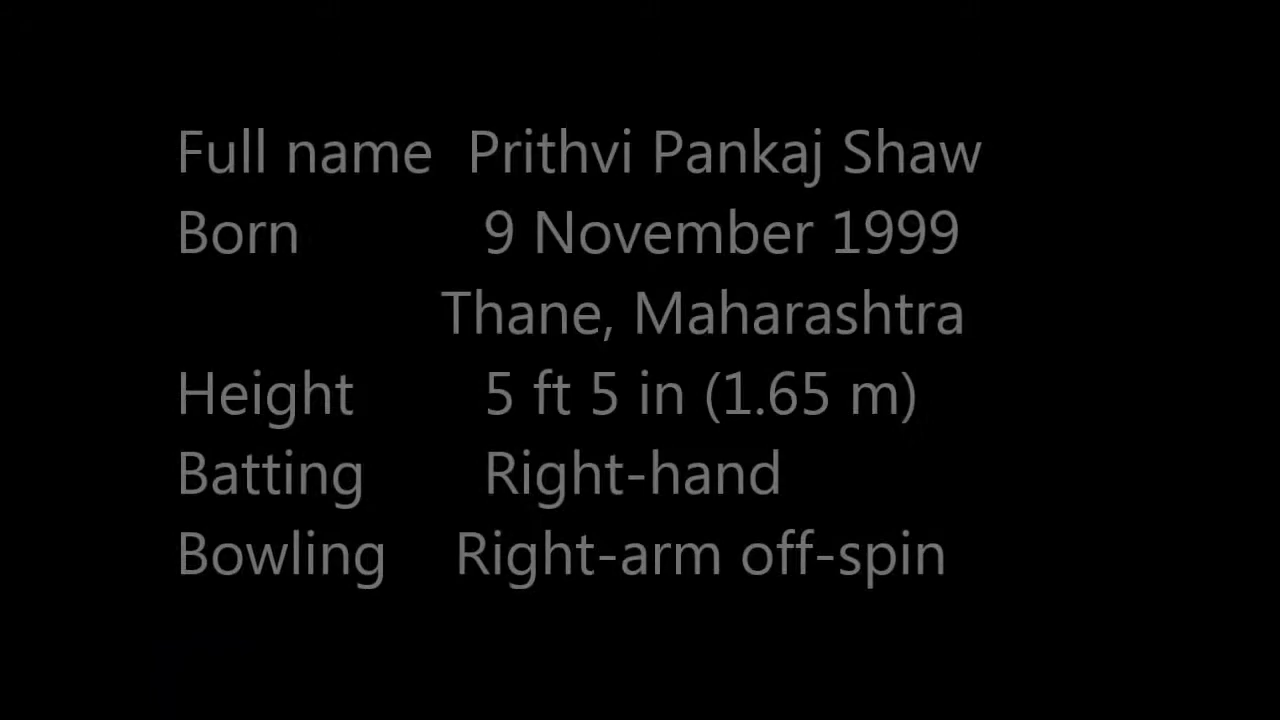 Full name Prithvi Pankaj Shaw
Born 9 November 1999
Thane, Maharashtra
Height 5 ft 5 in (1.65 m)
Batting Right-hand
Bowling Right-arm off-spin